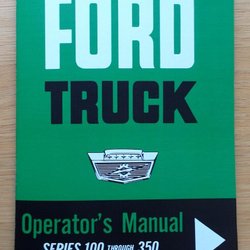 FORD
TRUCK
Operator's Manual
SERIES 100 THROUGH 350